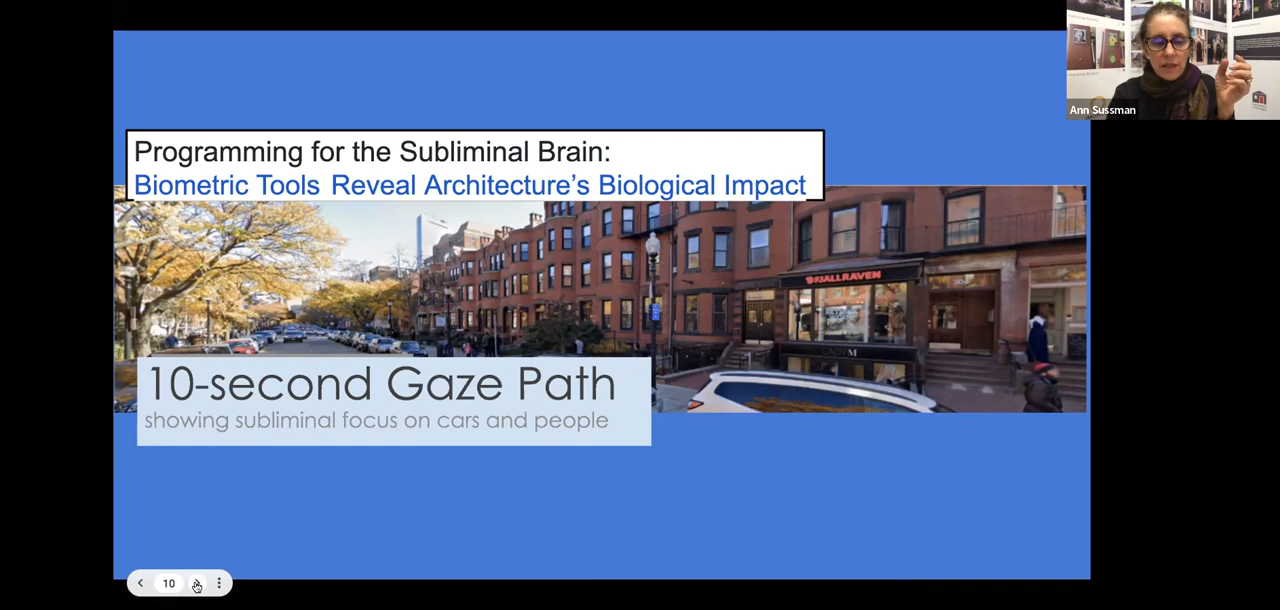 Programming for the Subliminal Brain:
Biometric Tools Reveal Architecture's Biological Impact
FJALLRAVEN
10-second Gaze Path
showing subliminal focus on cars and people
10
Ann Sussman